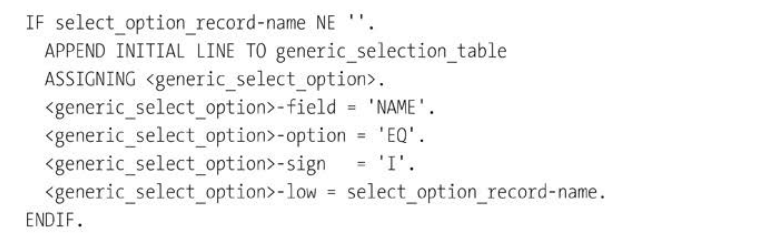 IF select_option_record-name NE ''.
  APPEND INITIAL LINE TO generic_selection_table
  ASSIGNING <generic_select_option>.
  <generic_select_option>-field = 'NAME'.
  <generic_select_option>-option = 'EQ'.
  <generic_select_option>-sign   = 'I'.
  <generic_select_option>-low = select_option_record-name.
ENDIF.